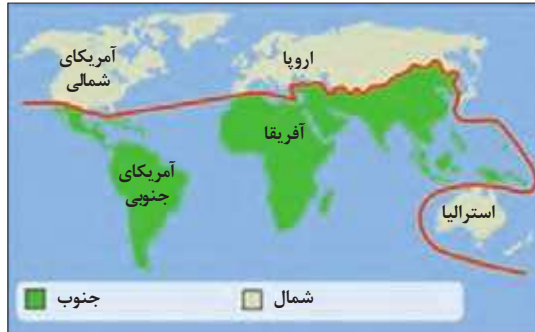 آمریکای
شمالی
اروپا
آفریقا
آمریکای
جنوبی
استرالیا
شمال
جنوب